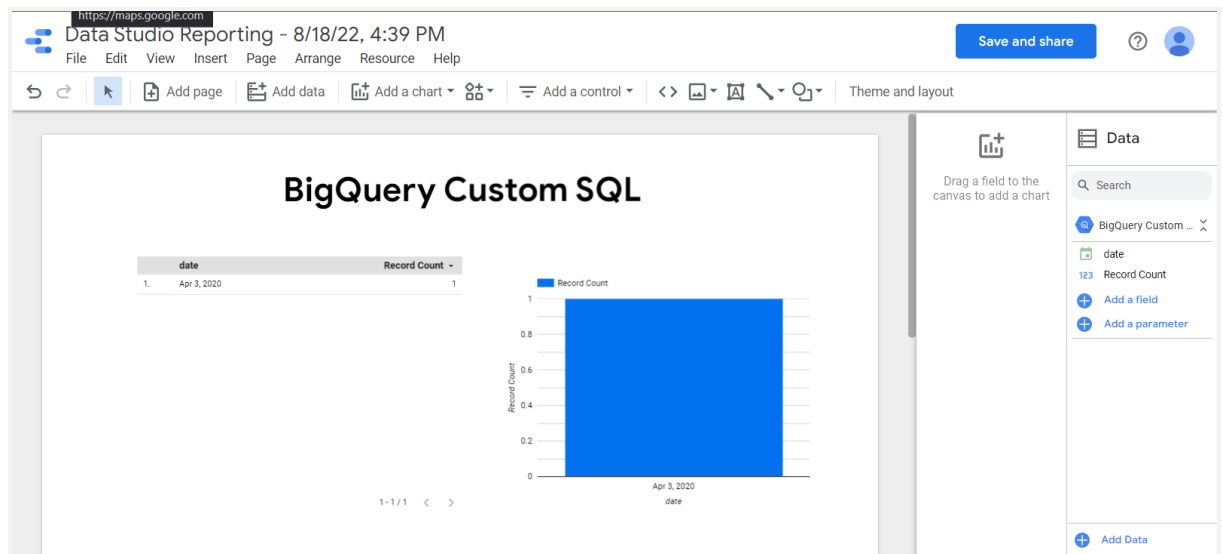 https://maps.google.com
Data Studio Reporting - 8/18/22, 4:39 PM
File Edit View Insert Page Arrange Resource Help
Save and share
Add page Add data Add a chart Add a control Theme and layout
BigQuery Custom SQL
date Record Count
1. Apr 3, 2020 1
1 - 1 / 1
Record Count
1
0.8
0.6
0.4
0.2
0
Record Count
Apr 3, 2020
date
Drag a field to the
canvas to add a chart
Data
Search
BigQuery Custom ...
date
123 Record Count
Add a field
Add a parameter
Add Data